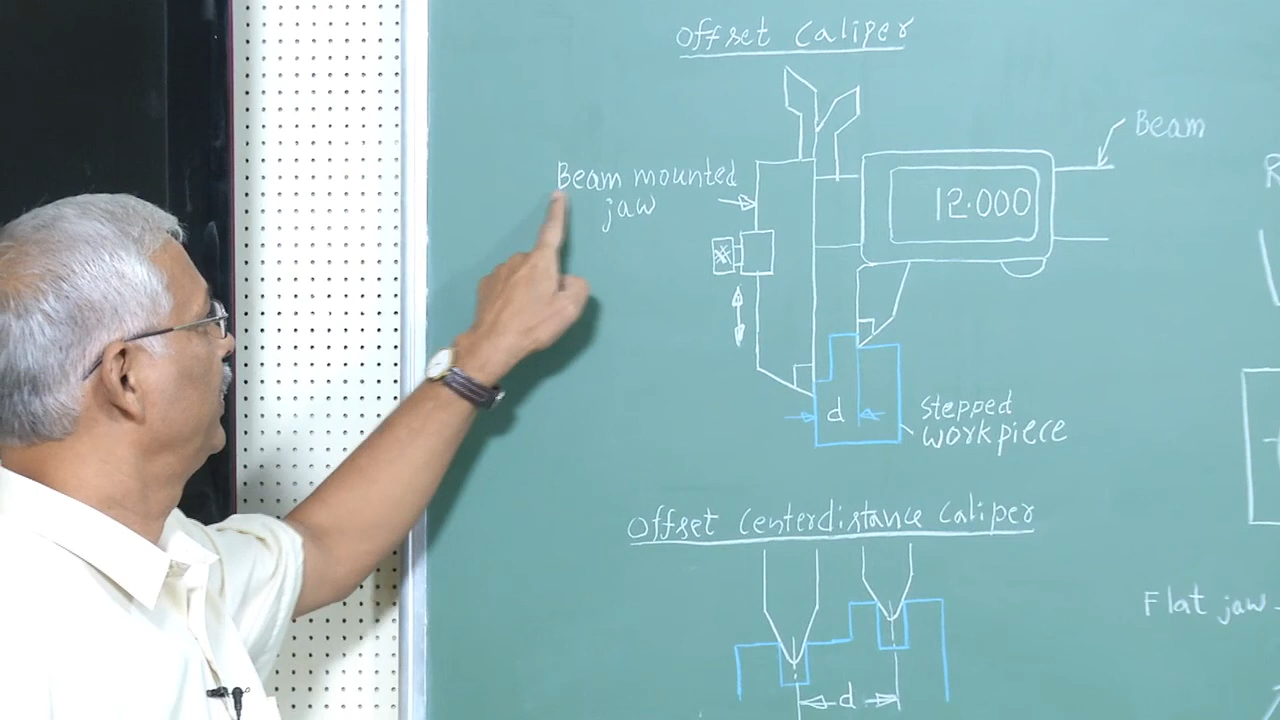 Offset Caliper
Beam
Beam mounted
jaw
12.000
d
Stepped
workpiece
Offset Centerdistance Caliper
d
R
Flat jaw